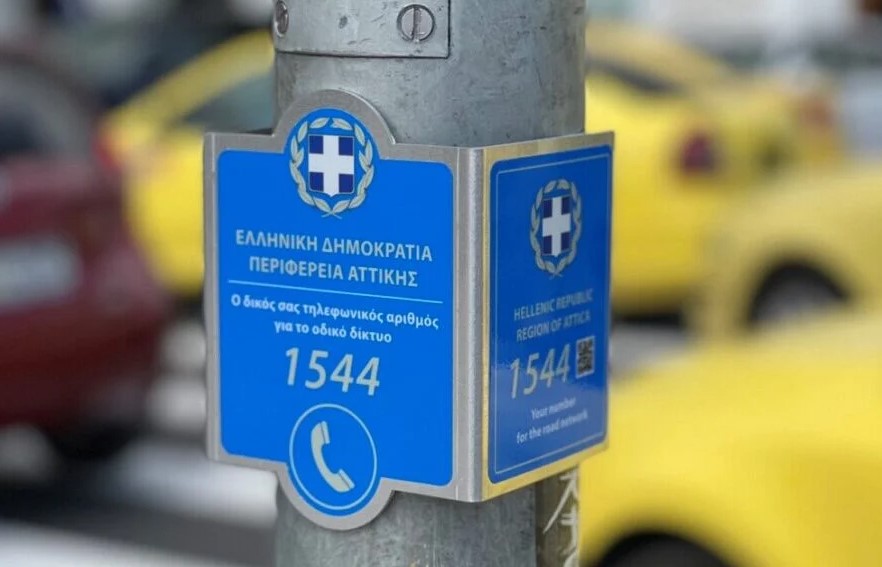 ΕΛΛΗΝΙΚΗ ΔΗΜΟΚΡΑΤΙΑ
ΠΕΡΙΦΕΡΕΙΑ ΑΤΤΙΚΗΣ
Ο δικός σας τηλεφωνικός αριθμός
για το οδικό δίκτυο
1544
HELLENIC REPUBLIC
REGION OF ATTICA
1544
Your number
for the road network